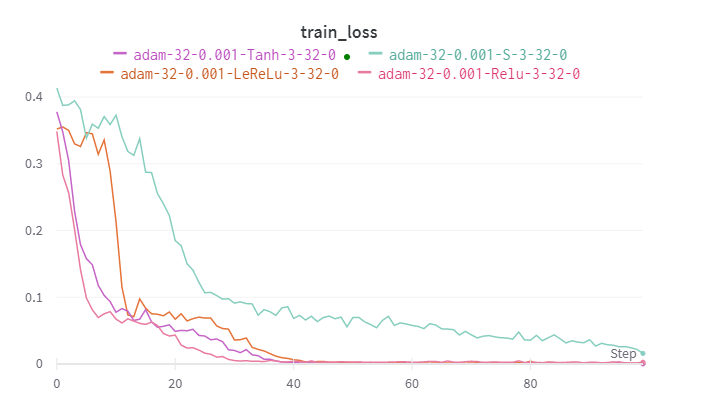 train_loss
adam-32-0.001-Tanh-3-32-0 adam-32-0.001-S-3-32-0
adam-32-0.001-LeReLu-3-32-0 adam-32-0.001-Relu-3-32-0
0.4
0.3
0.2
0.1
0
Step
0 20 40 60 80